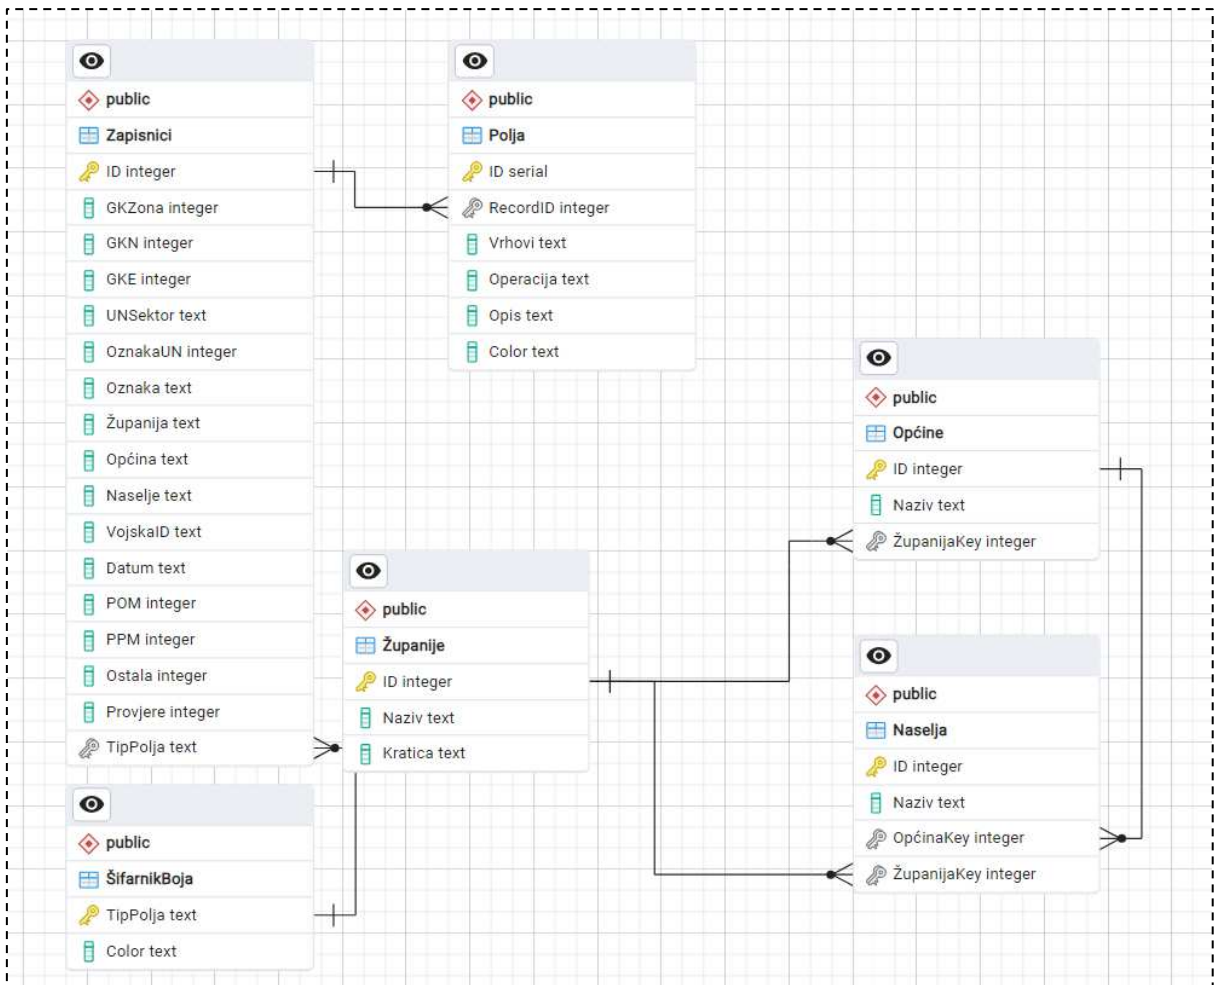 public
Zapisnici
ID integer
GKZona integer
GKN integer
GKE integer
UNSektor text
OznakaUN integer
Oznaka text
Županija text
Općina text
Naselje text
VojskaID text
Datum text
POM integer
PPM integer
Ostala integer
Provjere integer
TipPolja text
public
Polja
ID serial
RecordID integer
Vrhovi text
Operacija text
Opis text
Color text
public
Općine
ID integer
Naziv text
ŽupanijaKey integer
public
Županije
ID integer
Naziv text
Kratica text
public
Naselja
ID integer
Naziv text
OpćinaKey integer
ŽupanijaKey integer
public
ŠifarnikBoja
TipPolja text
Color text